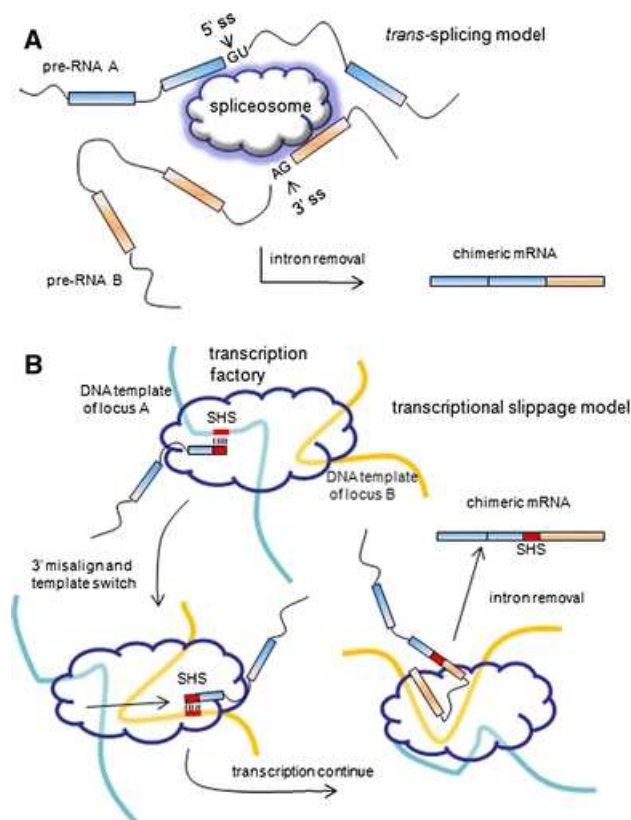 A
trans-splicing model
5' ss
GU
pre-RNA A
spliceosome
AG
3' ss
pre-RNA B
intron removal
chimeric mRNA
B
transcription
factory
DNA template
of locus A
SHS
transcriptional slippage model
DNA template
of locus B
chimeric mRNA
SHS
3' misalign and
template switch
intron removal
SHS
transcription continue